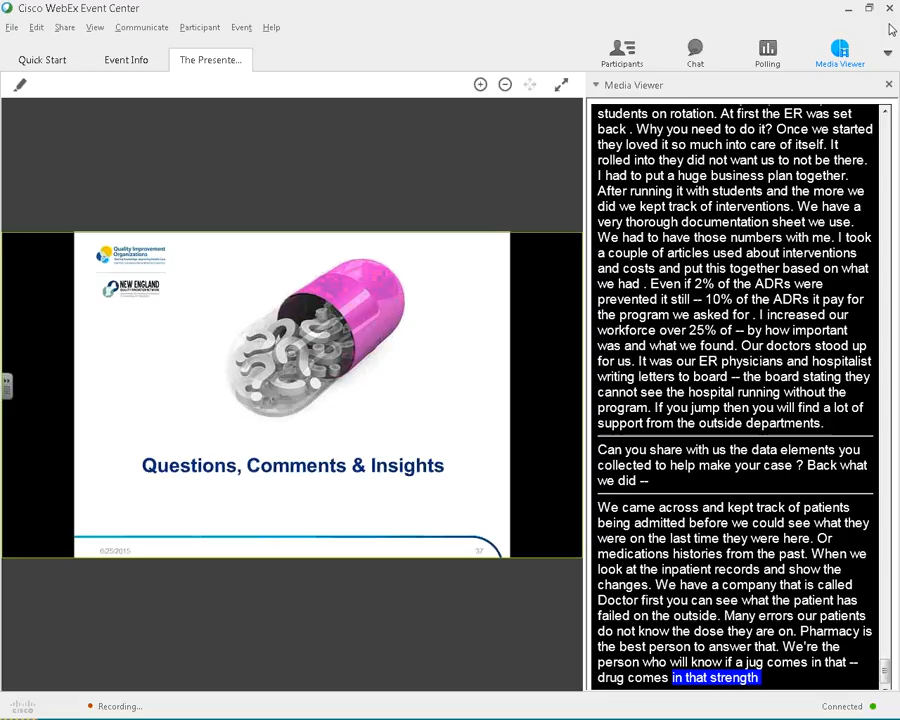 Cisco WebEx Event Center
File Edit Share View Communicate Participant Event Help
Quick Start Event Info The Presente...
Participants Chat Polling Media Viewer
Media Viewer
Quality Improvement
Organizations
NEW ENGLAND
Questions, Comments & Insights
6/25/2015 37
students on rotation. At first the ER was set
back . Why you need to do it? Once we started
they loved it so much into care of itself. It
rolled into they did not want us to not be there.
I had to put a huge business plan together.
After running it with students and the more we
did we kept track of interventions. We have a
very thorough documentation sheet we use.
We had to have those numbers with me. I took
a couple of articles used about interventions
and costs and put this together based on what
we had . Even if 2% of the ADRs were
prevented it still -- 10% of the ADRs it pay for
the program we asked for . I increased our
workforce over 25% of -- by how important
was and what we found. Our doctors stood up
for us. It was our ER physicians and hospitalist
writing letters to board -- the board stating they
cannot see the hospital running without the
program. If you jump then you will find a lot of
support from the outside departments.
Can you share with us the data elements you
collected to help make your case ? Back what
we did --
We came across and kept track of patients
being admitted before we could see what they
were on the last time they were here. Or
medications histories from the past. When we
look at the inpatient records and show the
changes. We have a company that is called
Doctor first you can see what the patient has
failed on the outside. Many errors our patients
do not know the dose they are on. Pharmacy is
the best person to answer that. We're the
person who will know if a jug comes in that --
drug comes in that strength
Recording...
Connected